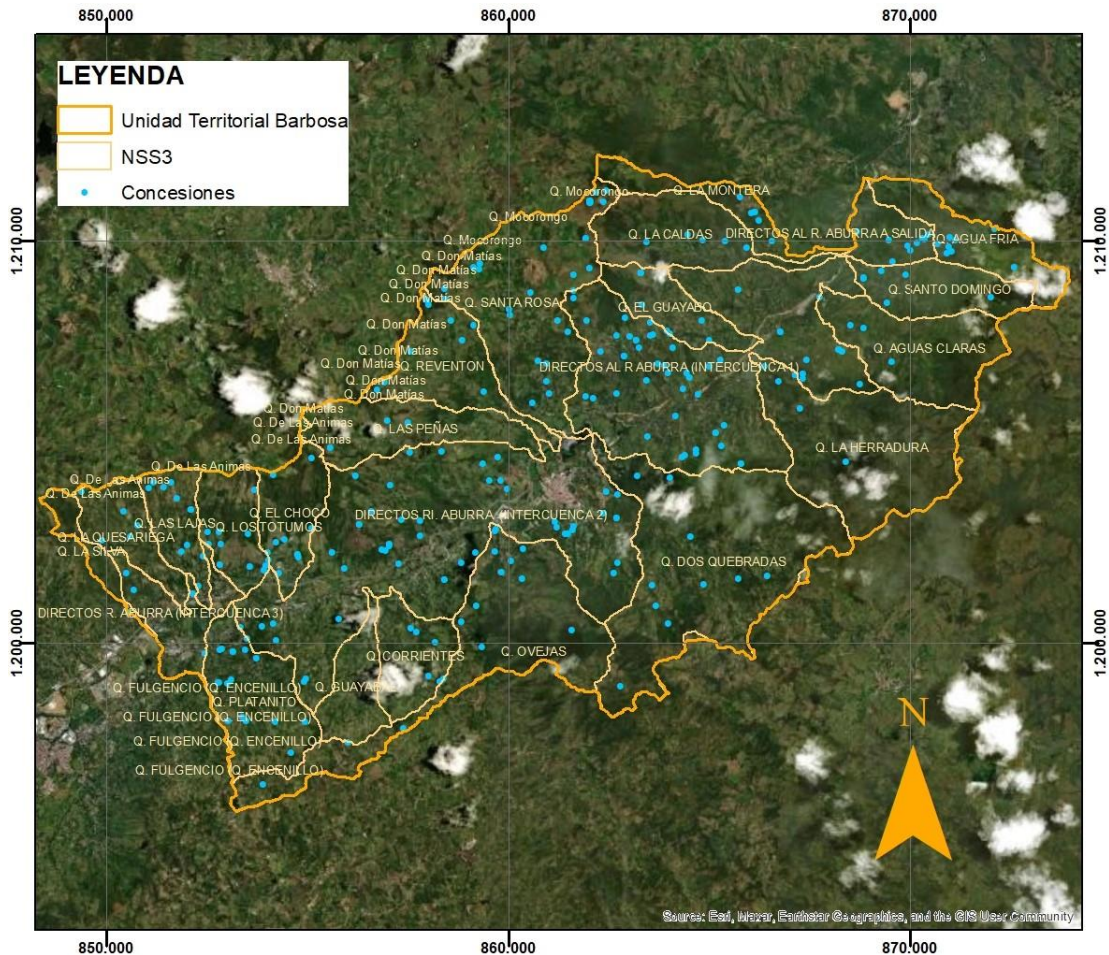 850.000
860.000
870.000
LEYENDA
Unidad Territorial Barbosa
NSS3
Concesiones
1.210.000
1.210.000
1.200.000
1.200.000
Q. Mocorongo
Q. LA MONTERA
Q. Mocorongo
Q. LA CALDAS
DIRECTOS AL R. ABURRA A SALIDA
Q. AGUA FRIA
Q. Mocorongo
Q. Don Matías
Q. Don Matías
Q. Don Matías
Q. Don Matías
Q. SANTA ROSA
Q. EL GUAYABO
Q. SANTO DOMINGO
Q. Don Matías
Q. Don Matías
Q. AGUAS CLARAS
Q. Don Matías
Q. REVENTON
DIRECTOS AL R ABURRA (INTERCUENCA 1)
Q. Don Matías
Q. Don Matías
Q. Don Matías
Q. De Las Animas
Q. LAS PEÑAS
Q. De Las Animas
Q. LA HERRADURA
Q. De Las Animas
Q. De Las Animas
Q. De Las Animas
Q. EL CHOCO
DIRECTOS RI. ABURRA (INTERCUENCA 2)
Q. LAS LAJAS
Q. LOS TOTUMOS
Q. LA QUESARIEGA
Q. LA SILVA
Q. DOS QUEBRADAS
DIRECTOS R. ABURRA (INTERCUENCA 3)
Q. CORRIENTES
Q. OVEJAS
Q. FULGENCIO (Q. ENCENILLO)
Q. PLATANITO
Q. FULGENCIO (Q. ENCENILLO)
Q. FULGENCIO (Q. ENCENILLO)
Q. FULGENCIO (Q. ENCENILLO)
N
Source: Esri, Maxar, Earthstar Geographics, and the GIS User Community
850.000
860.000
870.000